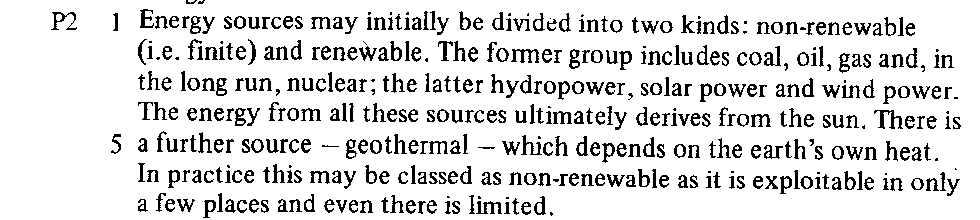 P2 1 Energy sources may initially be divided into two kinds: non-renewable
(i.e. finite) and renewable. The former group includes coal, oil, gas and, in
the long run, nuclear; the latter hydropower, solar power and wind power.
The energy from all these sources ultimately derives from the sun. There is
5 a further source – geothermal – which depends on the earth's own heat.
In practice this may be classed as non-renewable as it is exploitable in only
a few places and even there is limited.